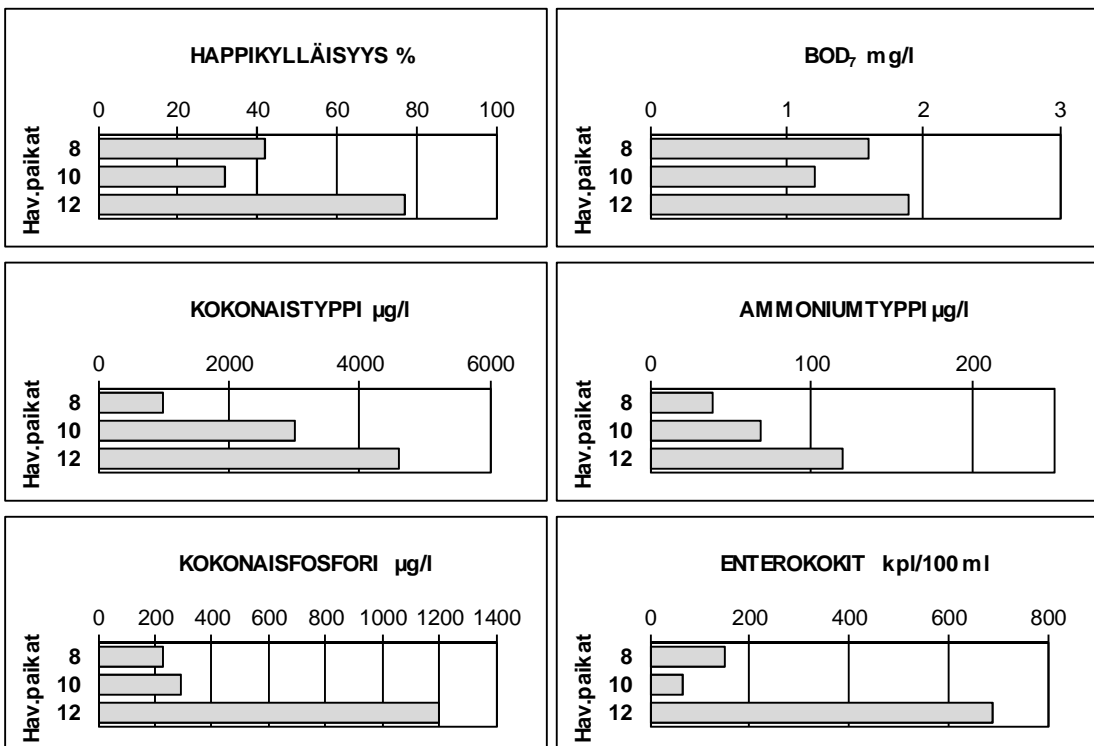 HAPPIKYLLÄISYYS %
0 20 40 60 80 100
Hav.paikat
8
10
12
BOD₇ mg/l
0 1 2 3
Hav.paikat
8
10
12
KOKONAISTYPPI µg/l
0 2000 4000 6000
Hav.paikat
8
10
12
AMMONIUMTYPPI µg/l
0 100 200
Hav.paikat
8
10
12
KOKONAISFOSFORI µg/l
0 200 400 600 800 1000 1200 1400
Hav.paikat
8
10
12
ENTEROKOKIT kpl/100 ml
0 200 400 600 800
Hav.paikat
8
10
12